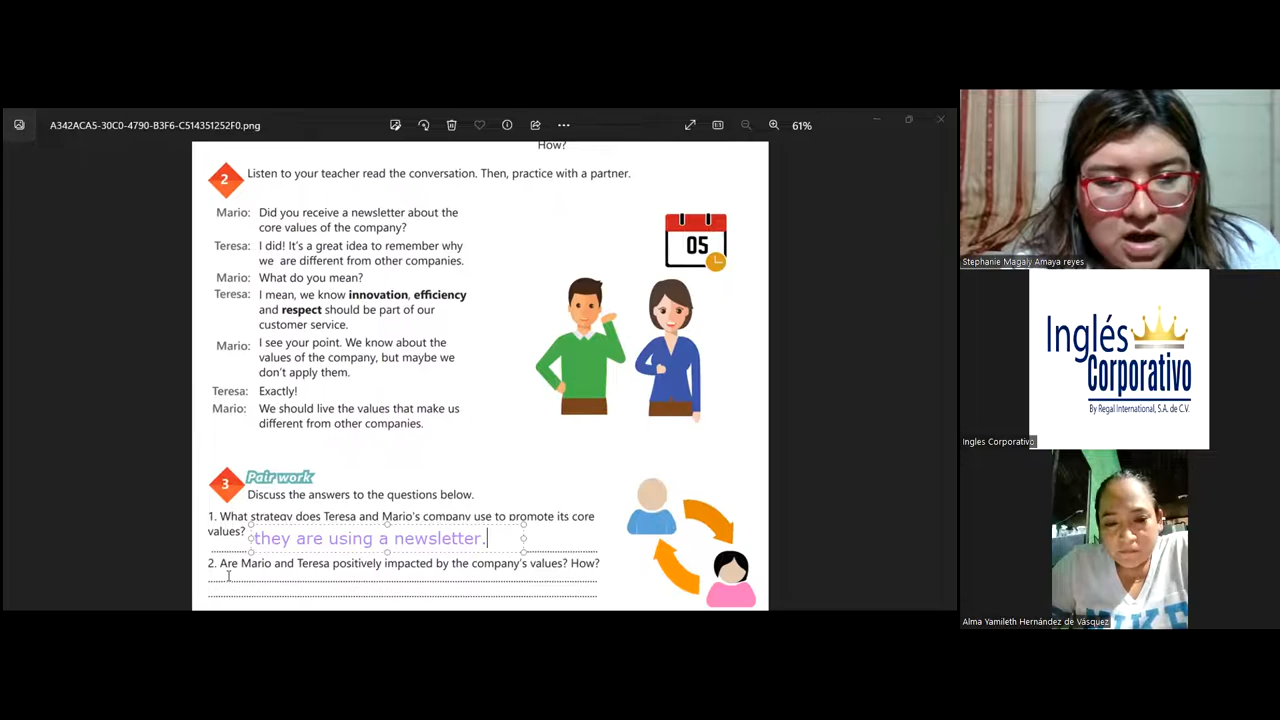 A342ACA5-30C0-4790-B3F6-C514351252F0.png
61%
How?
2
Listen to your teacher read the conversation. Then, practice with a partner.
Mario: Did you receive a newsletter about the
core values of the company?
Teresa: I did! It's a great idea to remember why
we are different from other companies.
Mario: What do you mean?
Teresa: I mean, we know innovation, efficiency
and respect should be part of our
customer service.
Mario: I see your point. We know about the
values of the company, but maybe we
don't apply them.
Teresa: Exactly!
Mario: We should live the values that make us
different from other companies.
05
3
Pair work
Discuss the answers to the questions below.
1. What strategy does Teresa and Mario's company use to promote its core
values?
they are using a newsletter.
2. Are Mario and Teresa positively impacted by the company's values? How?
Stephanie Magaly Amaya reyes
Inglés
Corporativo
By Regal International, S.A. de C.V.
Ingles Corporativo
Alma Yamileth Hernández de Vásquez